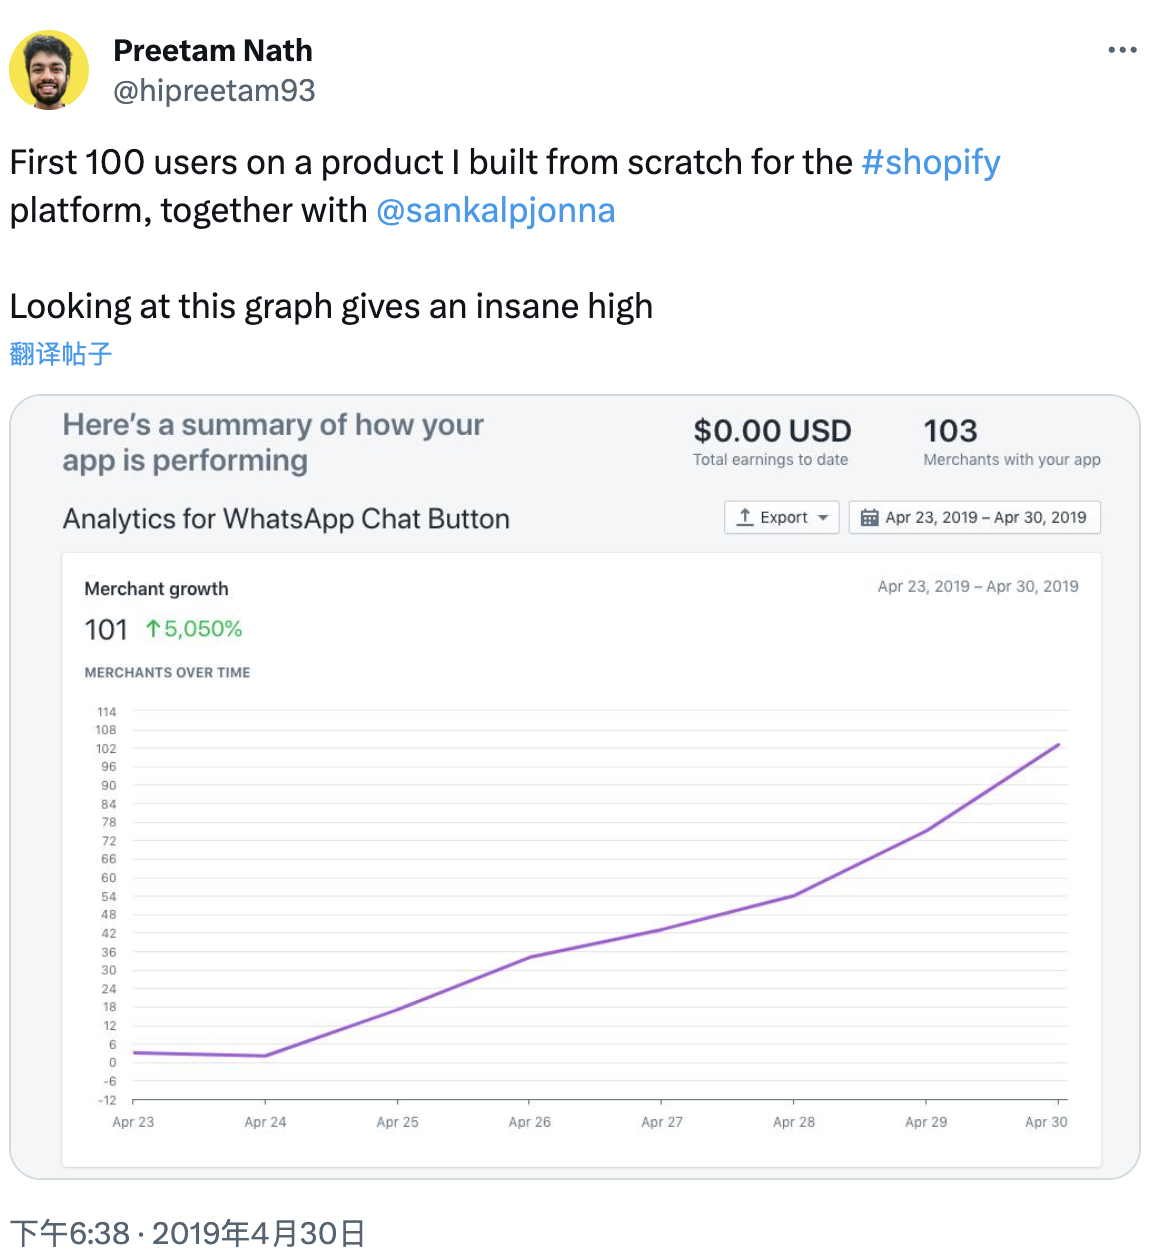 Preetam Nath
@hipreetam93
First 100 users on a product I built from scratch for the #shopify
platform, together with @sankalpjonna
Looking at this graph gives an insane high
翻译帖子
Here's a summary of how your
app is performing
$0.00 USD
Total earnings to date
103
Merchants with your app
Analytics for WhatsApp Chat Button
Export
Apr 23, 2019 – Apr 30, 2019
Merchant growth
Apr 23, 2019 – Apr 30, 2019
101 ↑5,050%
MERCHANTS OVER TIME
114
108
102
96
90
84
78
72
66
60
54
48
42
36
30
24
18
12
6
0
-6
-12
Apr 23 Apr 24 Apr 25 Apr 26 Apr 27 Apr 28 Apr 29 Apr 30
下午6:38 · 2019年4月30日